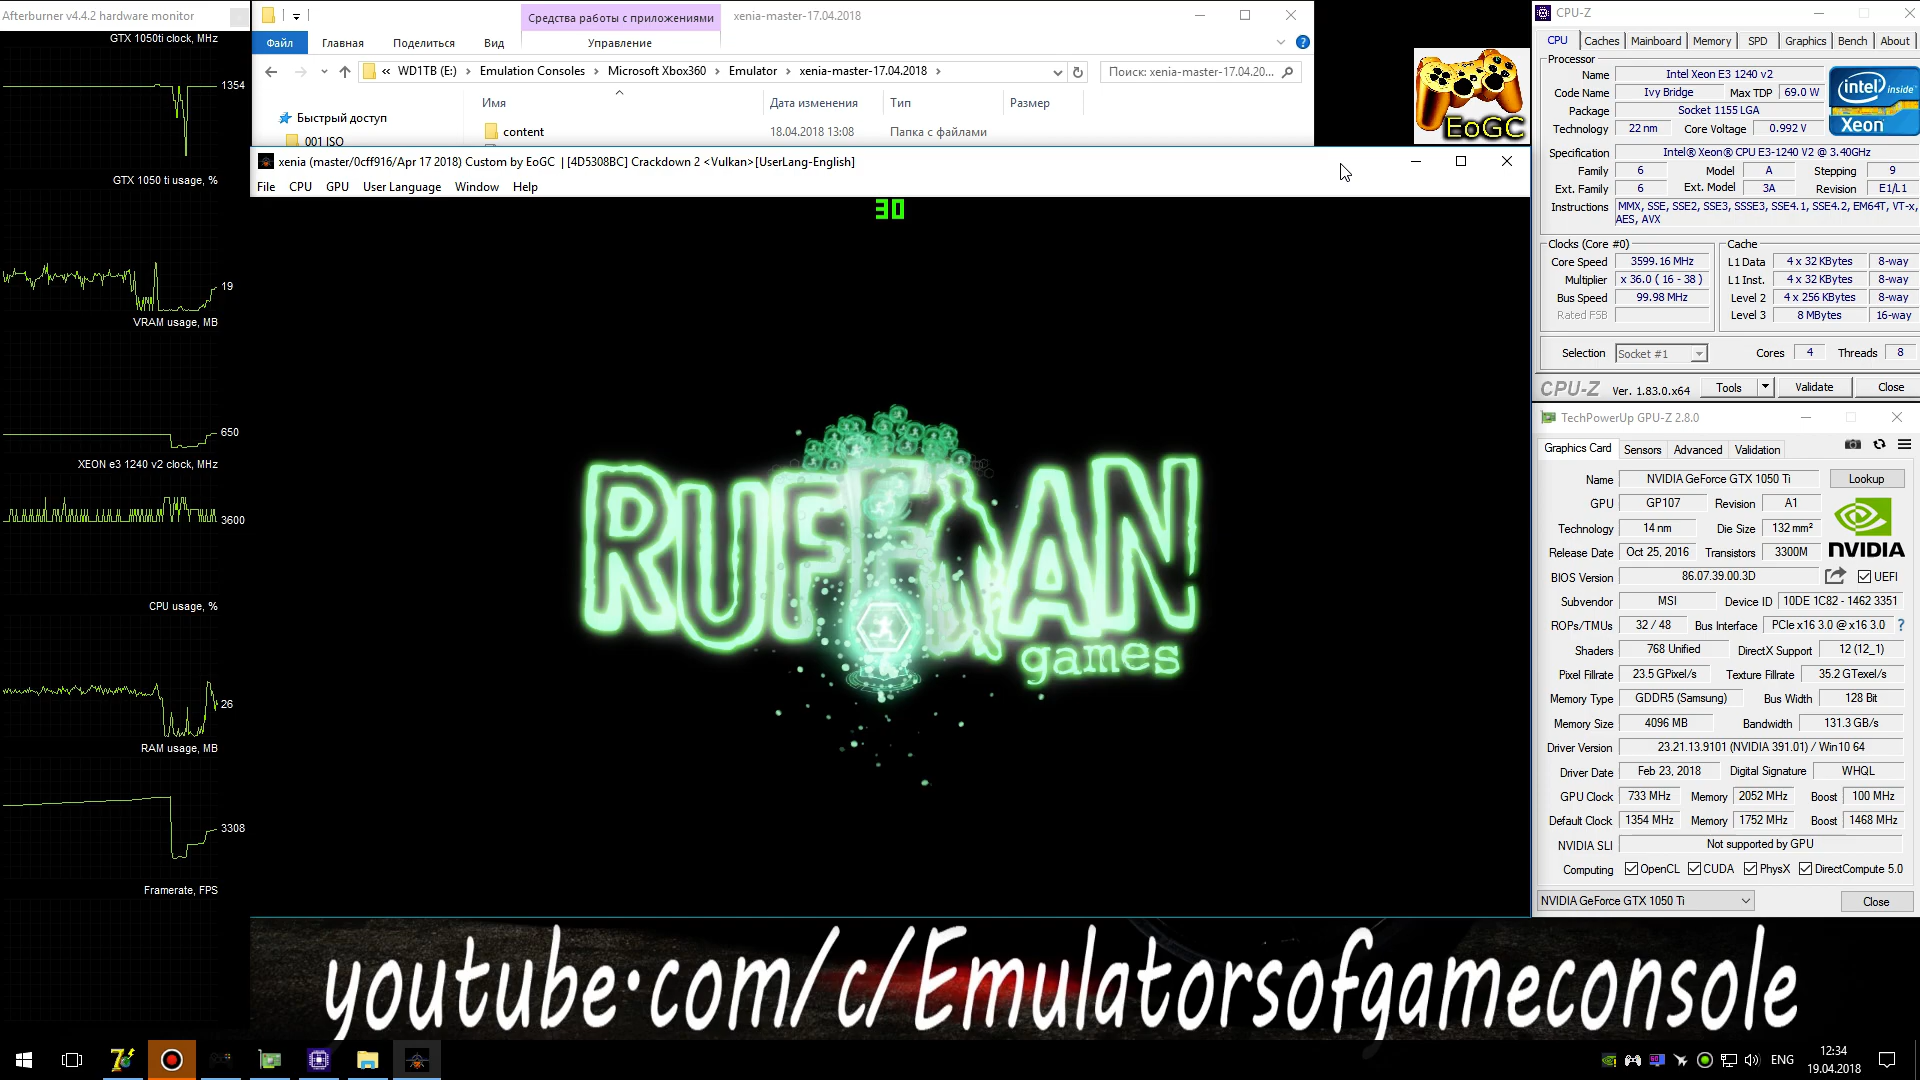 Afterburner v4.4.2 hardware monitor
GTX 1050ti clock, MHz
1354
GTX 1050 ti usage, %
19
VRAM usage, MB
650
XEON e3 1240 v2 clock, MHz
3600
CPU usage, %
26
RAM usage, MB
3308
Framerate, FPS
Средства работы с приложениями
xenia-master-17.04.2018
Файл Главная Поделиться Вид Управление
« WD1TB (E:) > Emulation Consoles > Microsoft Xbox360 > Emulator > xenia-master-17.04.2018 >
Поиск: xenia-master-17.04.20...
Имя Дата изменения Тип Размер
Быстрый доступ
001 ISO
content 18.04.2018 13:08 Папка с файлами
EoGC
xenia (master/0cff916/Apr 17 2018) Custom by EoGC | [4D5308BC] Crackdown 2 <Vulkan>[UserLang-English]
File CPU GPU User Language Window Help
30
RUFFIAN
games
CPU-Z
CPU Caches Mainboard Memory SPD Graphics Bench About
Processor
Name Intel Xeon E3 1240 v2
Code Name Ivy Bridge Max TDP 69.0 W
Package Socket 1155 LGA
Technology 22 nm Core Voltage 0.992 V
intel inside™
Xeon
Specification Intel® Xeon® CPU E3-1240 V2 @ 3.40GHz
Family 6 Model A Stepping 9
Ext. Family 6 Ext. Model 3A Revision E1/L1
Instructions MMX, SSE, SSE2, SSE3, SSSE3, SSE4.1, SSE4.2, EM64T, VT-x,
AES, AVX
Clocks (Core #0) Cache
Core Speed 3599.16 MHz L1 Data 4 x 32 KBytes 8-way
Multiplier x 36.0 ( 16 - 38 ) L1 Inst. 4 x 32 KBytes 8-way
Bus Speed 99.98 MHz Level 2 4 x 256 KBytes 8-way
Rated FSB Level 3 8 MBytes 16-way
Selection Socket #1 Cores 4 Threads 8
CPU-Z Ver. 1.83.0.x64 Tools Validate Close
TechPowerUp GPU-Z 2.8.0
Graphics Card Sensors Advanced Validation
Name NVIDIA GeForce GTX 1050 Ti Lookup
GPU GP107 Revision A1
Technology 14 nm Die Size 132 mm²
Release Date Oct 25, 2016 Transistors 3300M
NVIDIA
BIOS Version 86.07.39.00.3D UEFI
Subvendor MSI Device ID 10DE 1C82 - 1462 3351
ROPs/TMUs 32 / 48 Bus Interface PCIe x16 3.0 @ x16 3.0 ?
Shaders 768 Unified DirectX Support 12 (12_1)
Pixel Fillrate 23.5 GPixel/s Texture Fillrate 35.2 GTexel/s
Memory Type GDDR5 (Samsung) Bus Width 128 Bit
Memory Size 4096 MB Bandwidth 131.3 GB/s
Driver Version 23.21.13.9101 (NVIDIA 391.01) / Win10 64
Driver Date Feb 23, 2018 Digital Signature WHQL
GPU Clock 733 MHz Memory 2052 MHz Boost 100 MHz
Default Clock 1354 MHz Memory 1752 MHz Boost 1468 MHz
NVIDIA SLI Not supported by GPU
Computing OpenCL CUDA PhysX DirectCompute 5.0
NVIDIA GeForce GTX 1050 Ti Close
youtube.com/c/Emulatorsofgameconsole
ENG
12:34
19.04.2018